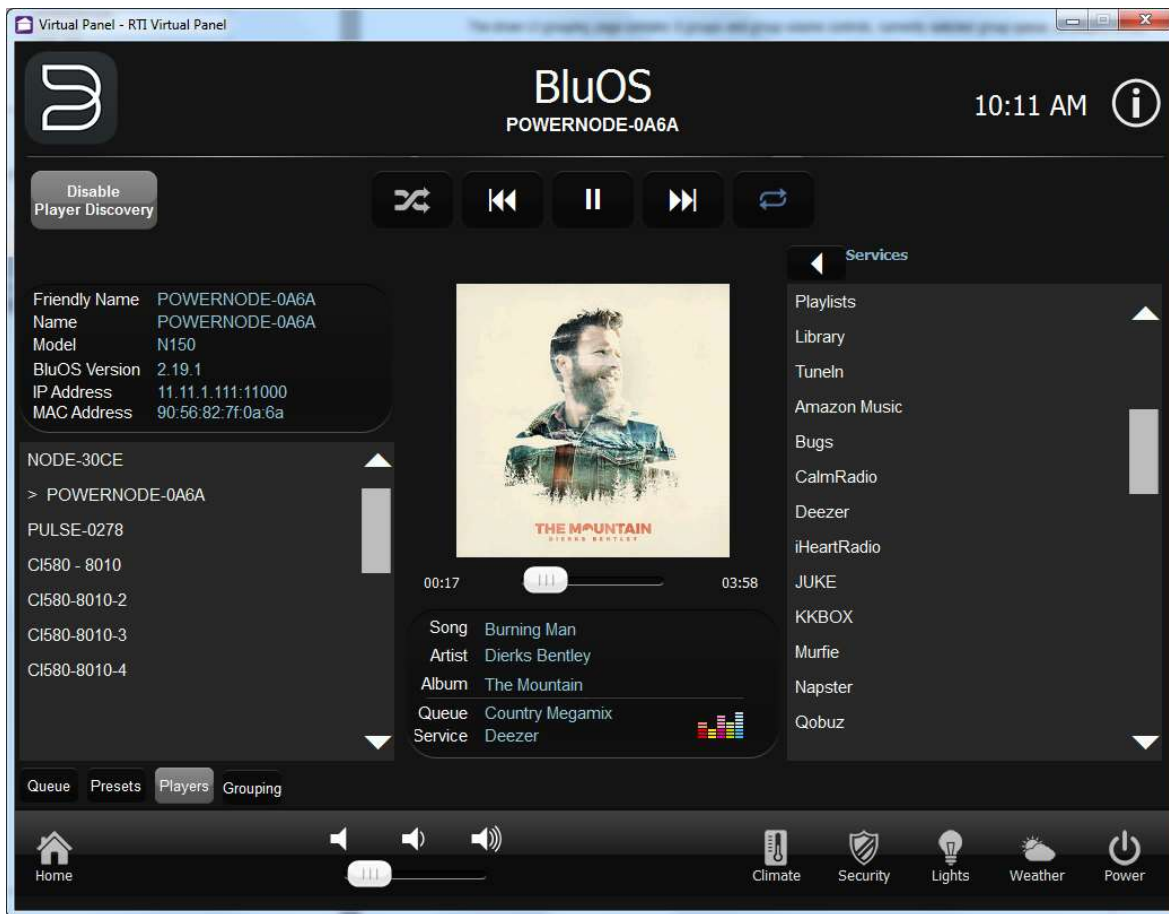 Virtual Panel - RTI Virtual Panel
BluOS
POWERNODE-0A6A
10:11 AM
Disable
Player Discovery
Services
Friendly Name POWERNODE-0A6A
Name POWERNODE-0A6A
Model N150
BluOS Version 2.19.1
IP Address 11.11.1.111:11000
MAC Address 90:56:82:7f:0a:6a
NODE-30CE
> POWERNODE-0A6A
PULSE-0278
CI580 - 8010
CI580-8010-2
CI580-8010-3
CI580-8010-4
THE MOUNTAIN
DIERKS BENTLEY
00:17 03:58
Song Burning Man
Artist Dierks Bentley
Album The Mountain
Queue Country Megamix
Service Deezer
Playlists
Library
TuneIn
Amazon Music
Bugs
CalmRadio
Deezer
iHeartRadio
JUKE
KKBOX
Murfie
Napster
Qobuz
Queue Presets Players Grouping
Home
Climate Security Lights Weather Power